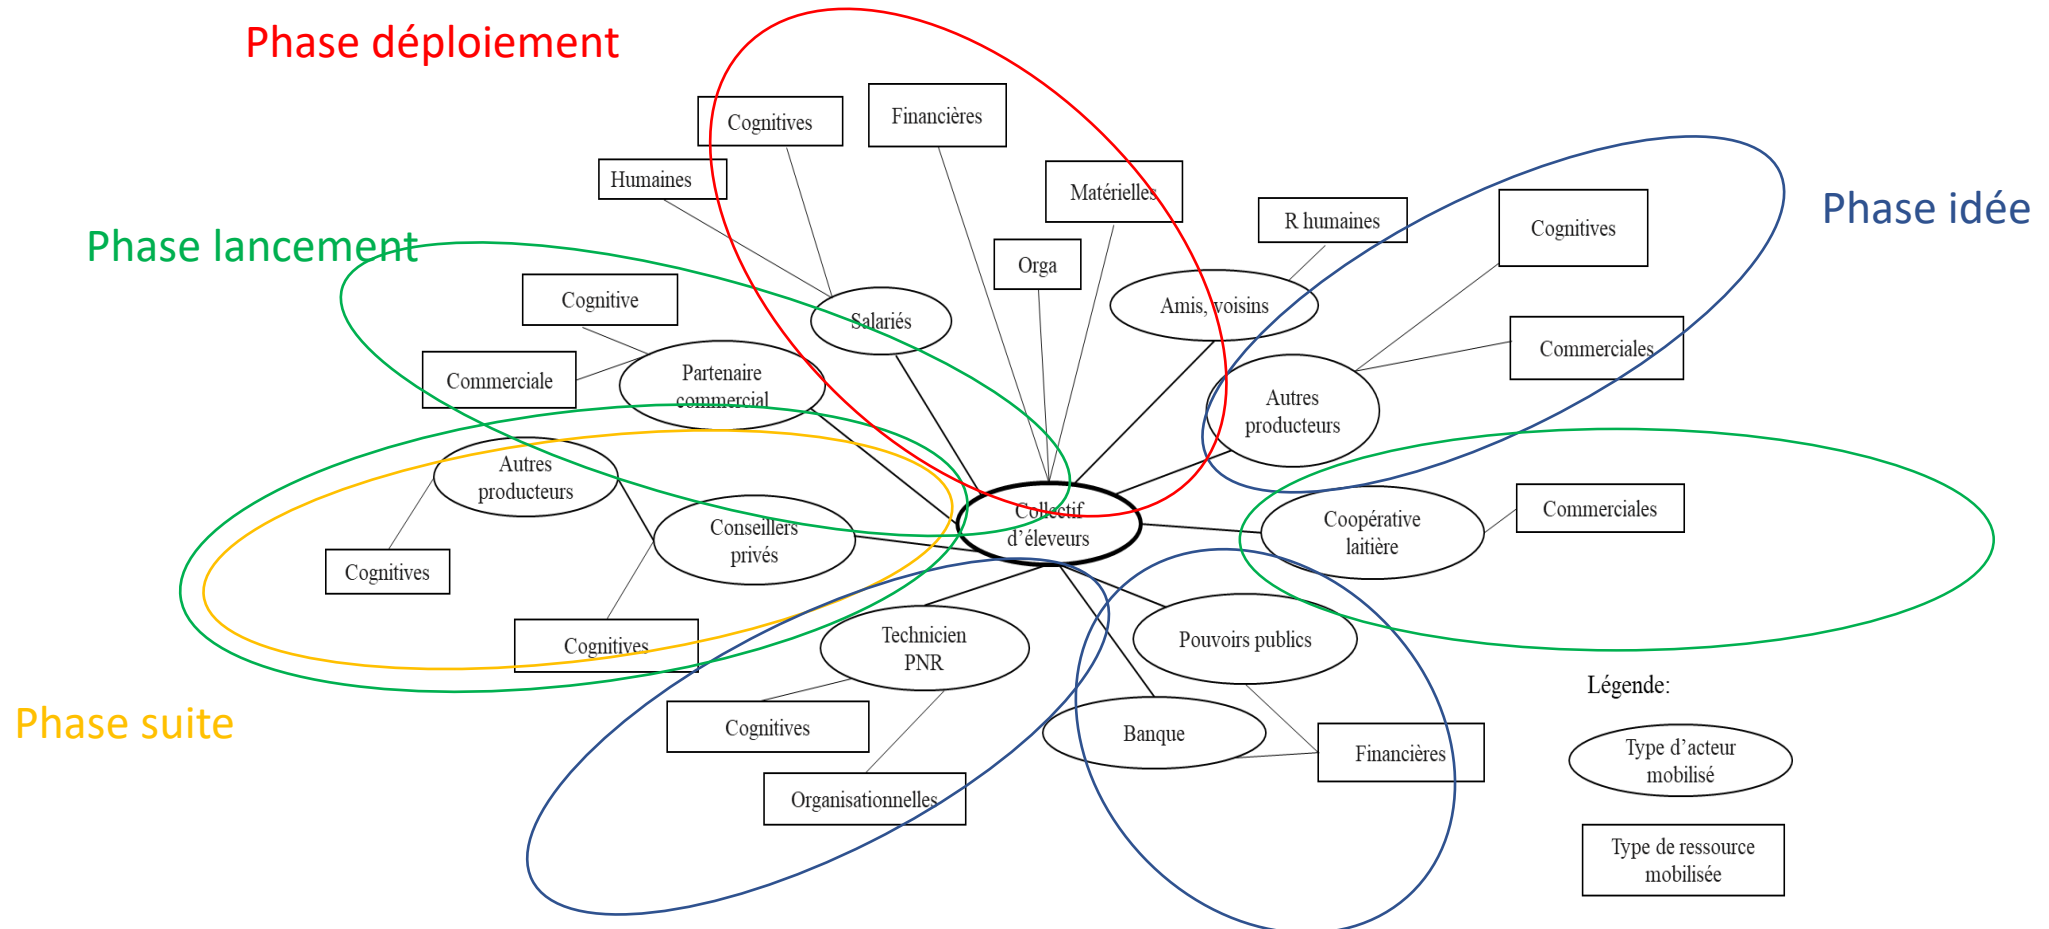 Phase déploiement
Cognitives
Financières
Humaines
Matérielles
R humaines
Cognitives
Phase idée
Phase lancement
Orga
Cognitive
Amis, voisins
Salariés
Commerciales
Commerciale
Partenaire
commercial
Autres
producteurs
Autres
producteurs
Conseillers
privés
Collectif
d'éleveurs
Coopérative
laitière
Commerciales
Cognitives
Cognitives
Technicien
PNR
Pouvoirs publics
Phase suite
Cognitives
Banque
Financières
Organisationnelles
Légende:
Type d'acteur
mobilisé
Type de ressource
mobilisée